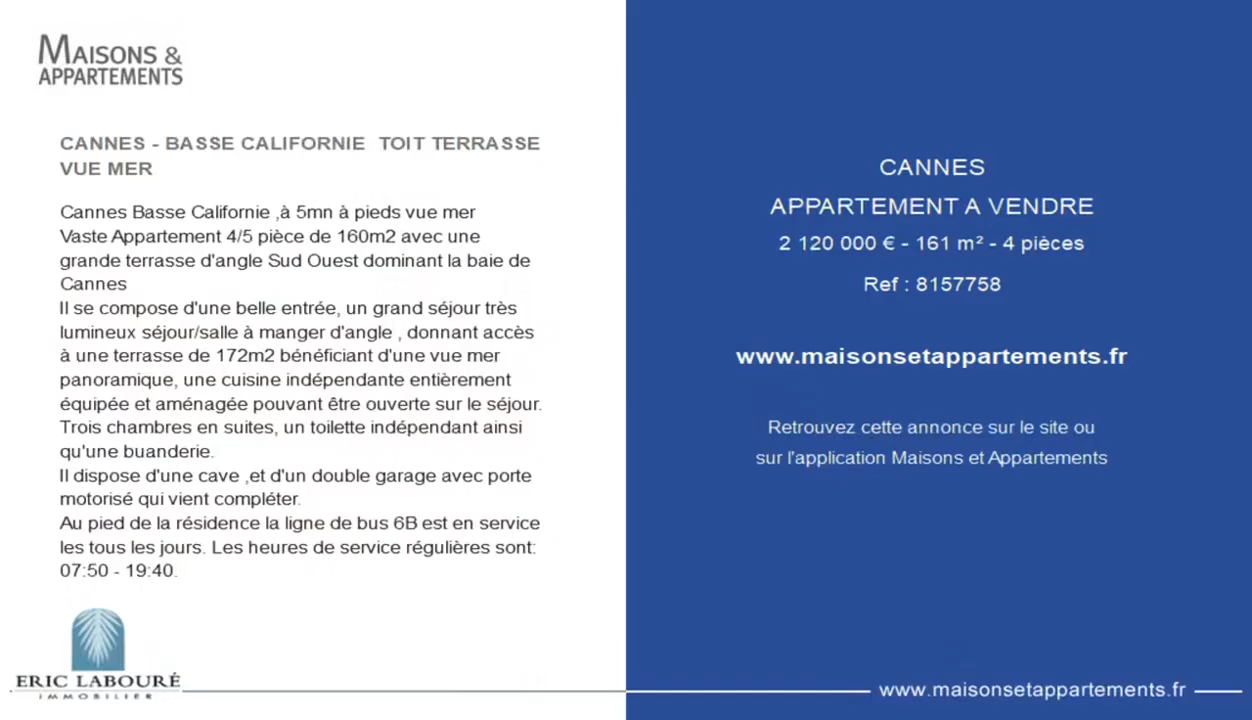 MAISONS &
APPARTEMENTS
CANNES - BASSE CALIFORNIE  TOIT TERRASSE
VUE MER
Cannes Basse Californie ,à 5mn à pieds vue mer
Vaste Appartement 4/5 pièce de 160m2 avec une
grande terrasse d'angle Sud Ouest dominant la baie de
Cannes
Il se compose d'une belle entrée, un grand séjour très
lumineux séjour/salle à manger d'angle , donnant accès
à une terrasse de 172m2 bénéficiant d'une vue mer
panoramique, une cuisine indépendante entièrement
équipée et aménagée pouvant être ouverte sur le séjour.
Trois chambres en suites, un toilette indépendant ainsi
qu'une buanderie.
Il dispose d'une cave ,et d'un double garage avec porte
motorisé qui vient compléter.
Au pied de la résidence la ligne de bus 6B est en service
les tous les jours. Les heures de service régulières sont:
07:50 - 19:40.
ERIC LABOURÉ
IMMOBILIER
CANNES
APPARTEMENT A VENDRE
2 120 000 € - 161 m² - 4 pièces
Ref : 8157758
www.maisonsetappartements.fr
Retrouvez cette annonce sur le site ou
sur l'application Maisons et Appartements
www.maisonsetappartements.fr